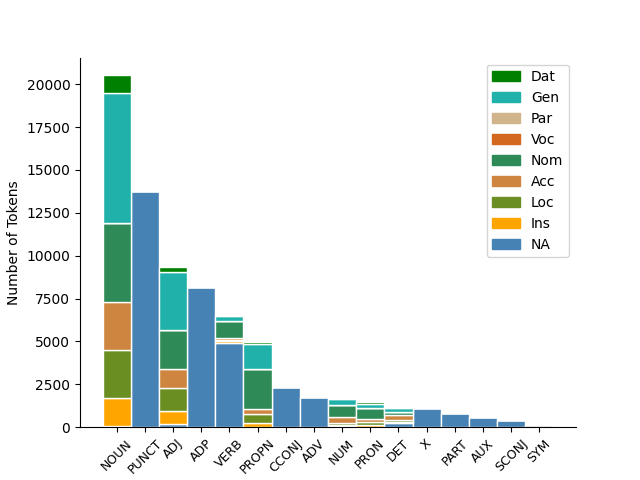 Number of Tokens
20000
17500
15000
12500
10000
7500
5000
2500
0
NOUN
PUNCT
ADJ
ADP
VERB
PROPN
CCONJ
ADV
NUM
PRON
DET
X
PART
AUX
SCONJ
SYM
Dat
Gen
Par
Voc
Nom
Acc
Loc
Ins
NA